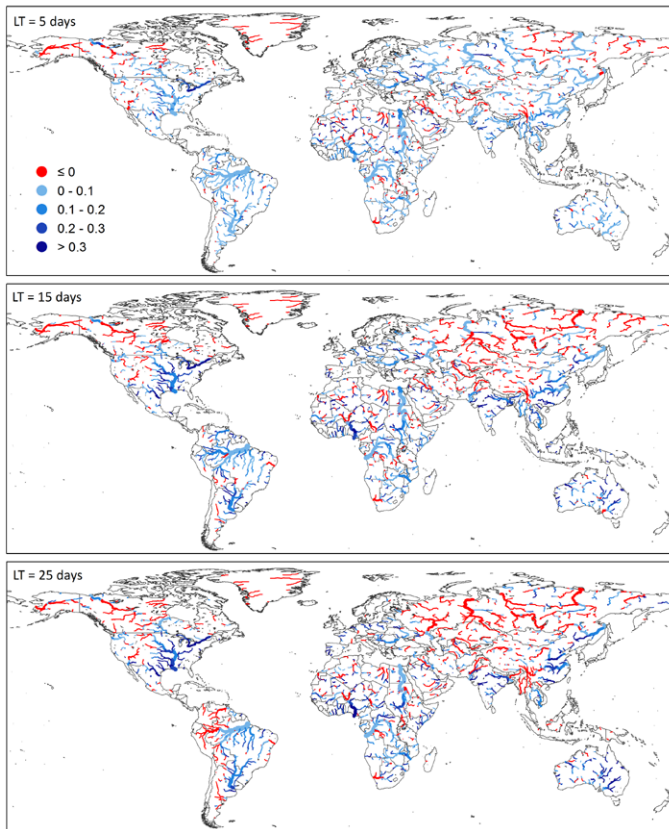 LT = 5 days
≤ 0
0 - 0.1
0.1 - 0.2
0.2 - 0.3
> 0.3
LT = 15 days
LT = 25 days